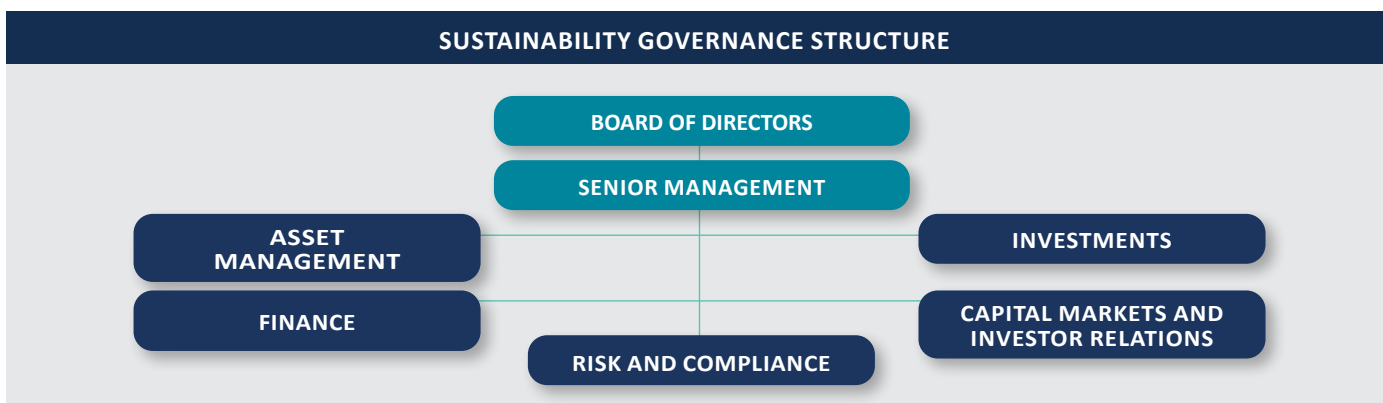 SUSTAINABILITY GOVERNANCE STRUCTURE
BOARD OF DIRECTORS
SENIOR MANAGEMENT
ASSET
MANAGEMENT
INVESTMENTS
FINANCE
CAPITAL MARKETS AND
INVESTOR RELATIONS
RISK AND COMPLIANCE